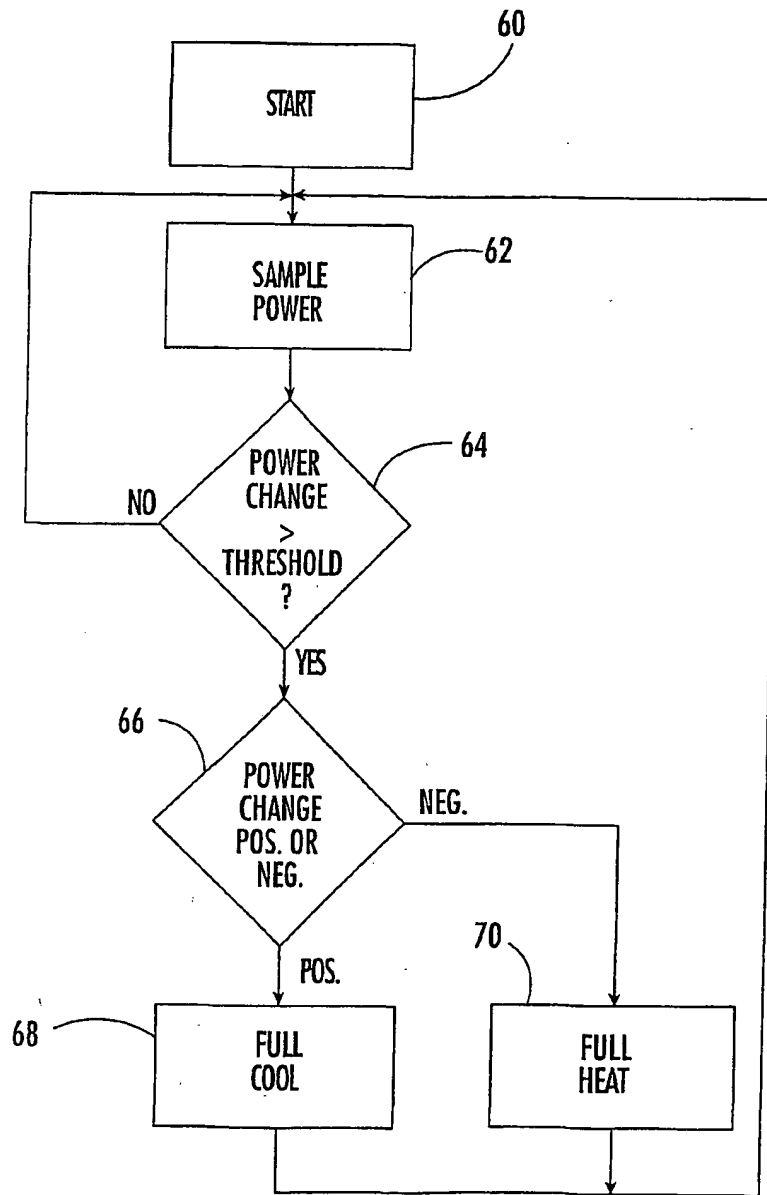 60
START
62
SAMPLE
POWER
64
POWER
CHANGE
>
THRESHOLD
?
NO
YES
66
POWER
CHANGE
POS. OR
NEG.
NEG.
POS.
68
FULL
COOL
70
FULL
HEAT